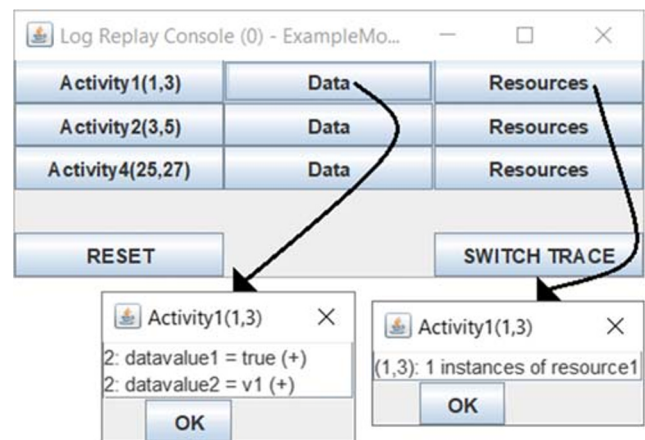 Log Replay Console (0) - ExampleMo...
Activity1(1,3) Data Resources
Activity2(3,5) Data Resources
Activity4(25,27) Data Resources
RESET SWITCH TRACE
Activity1(1,3)
2: datavalue1 = true (+)
2: datavalue2 = v1 (+)
OK
Activity1(1,3)
(1,3): 1 instances of resource1
OK